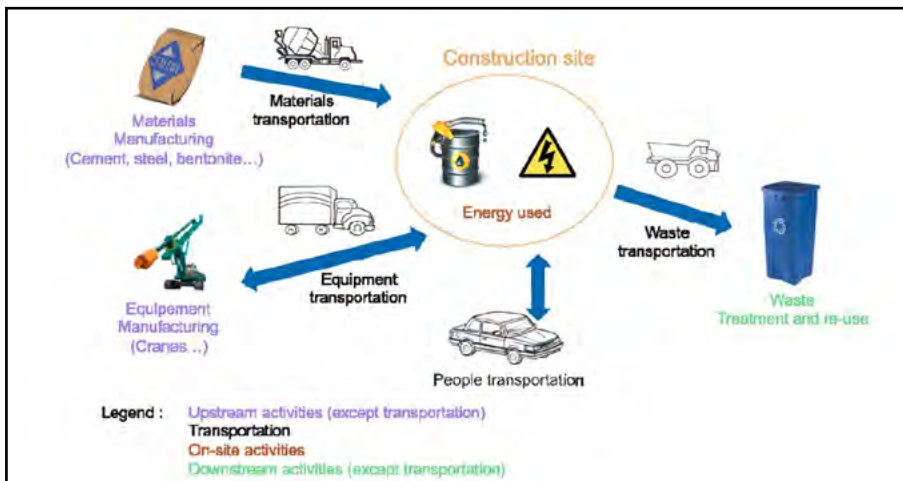 Construction site
Materials
transportation
Materials
Manufacturing
(Cement, steel, bentonite…)
Energy used
Waste
transportation
Equipment
transportation
Equipement
Manufacturing
(Cranes…)
Waste
Treatment and re-use
People transportation
Legend : Upstream activities (except transportation)
Transportation
On-site activities
Downstream activities (except transportation)